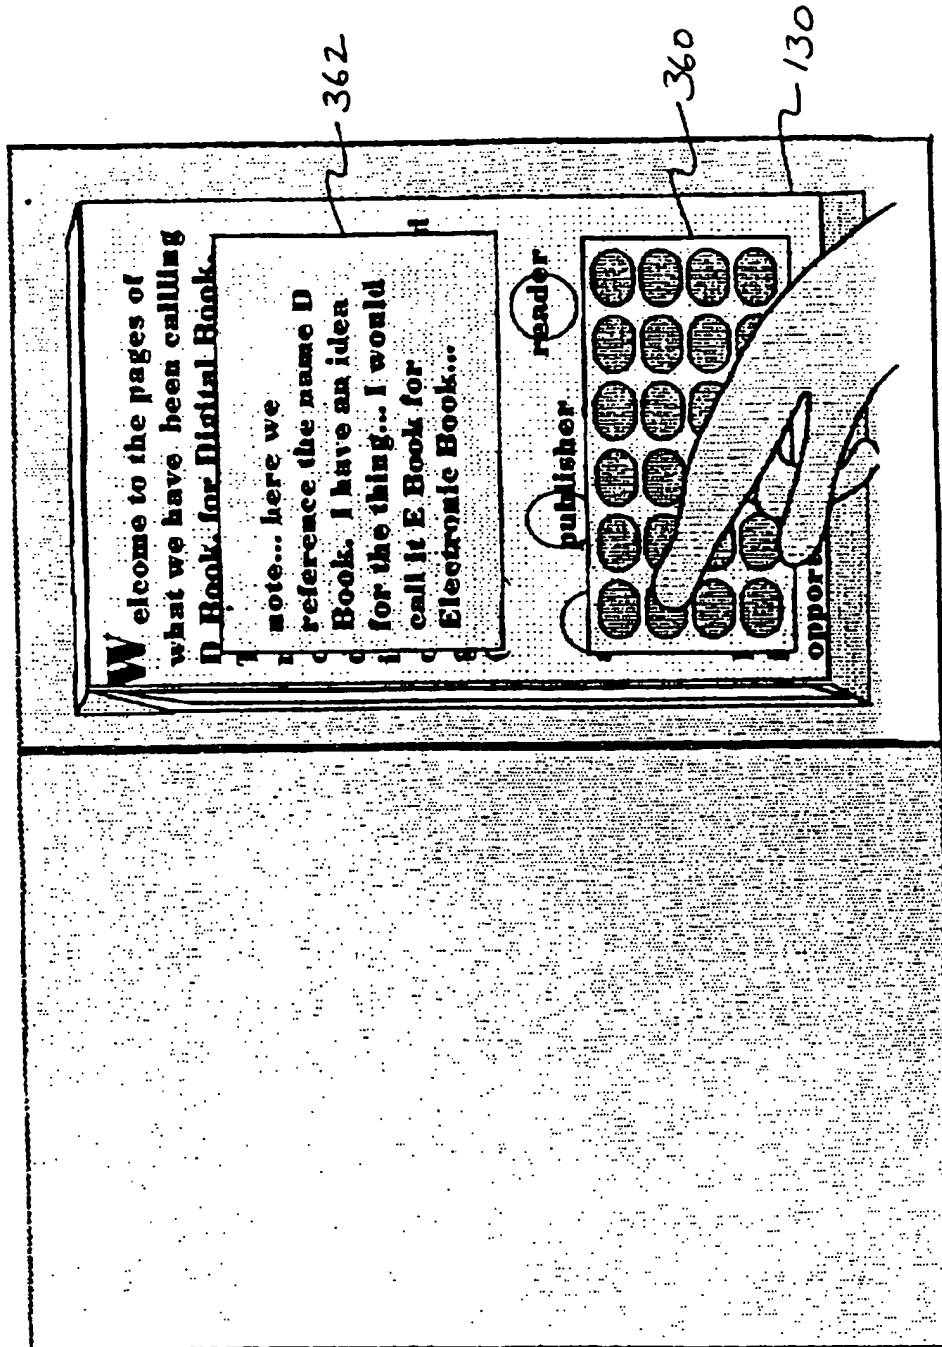 Welcome to the pages of
what we have been calling
D Book, for Digital Book.
note... here we
reference the name D
Book. I have an idea
for the thing... I would
call it E Book for
Electronic Book...
reader
publisher
opport
362
360
130